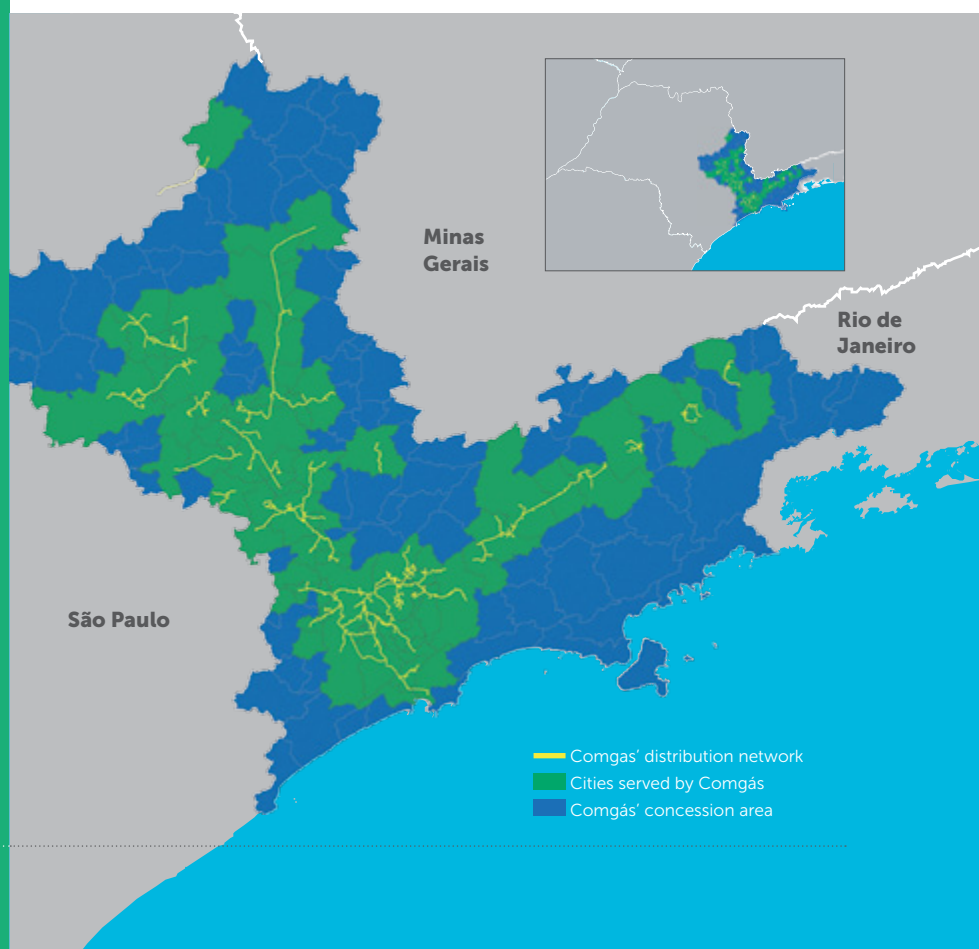 Minas
Gerais
Rio de
Janeiro
São Paulo
Comgas’ distribution network
Cities served by Comgás
Comgás’ concession area